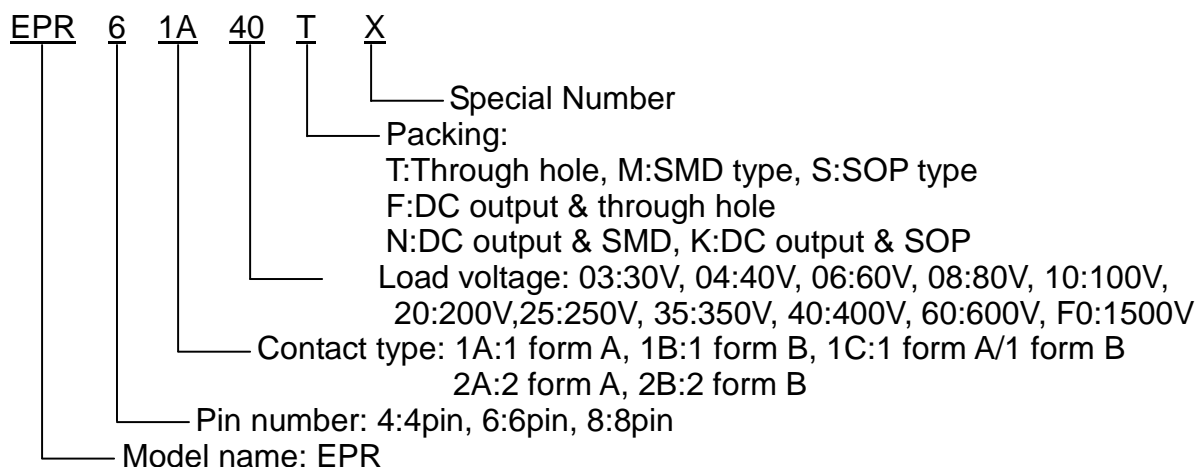 EPR 6 1A 40 T X
Special Number
Packing:
T:Through hole, M:SMD type, S:SOP type
F:DC output & through hole
N:DC output & SMD, K:DC output & SOP
Load voltage: 03:30V, 04:40V, 06:60V, 08:80V, 10:100V,
20:200V,25:250V, 35:350V, 40:400V, 60:600V, F0:1500V
Contact type: 1A:1 form A, 1B:1 form B, 1C:1 form A/1 form B
2A:2 form A, 2B:2 form B
Pin number: 4:4pin, 6:6pin, 8:8pin
Model name: EPR